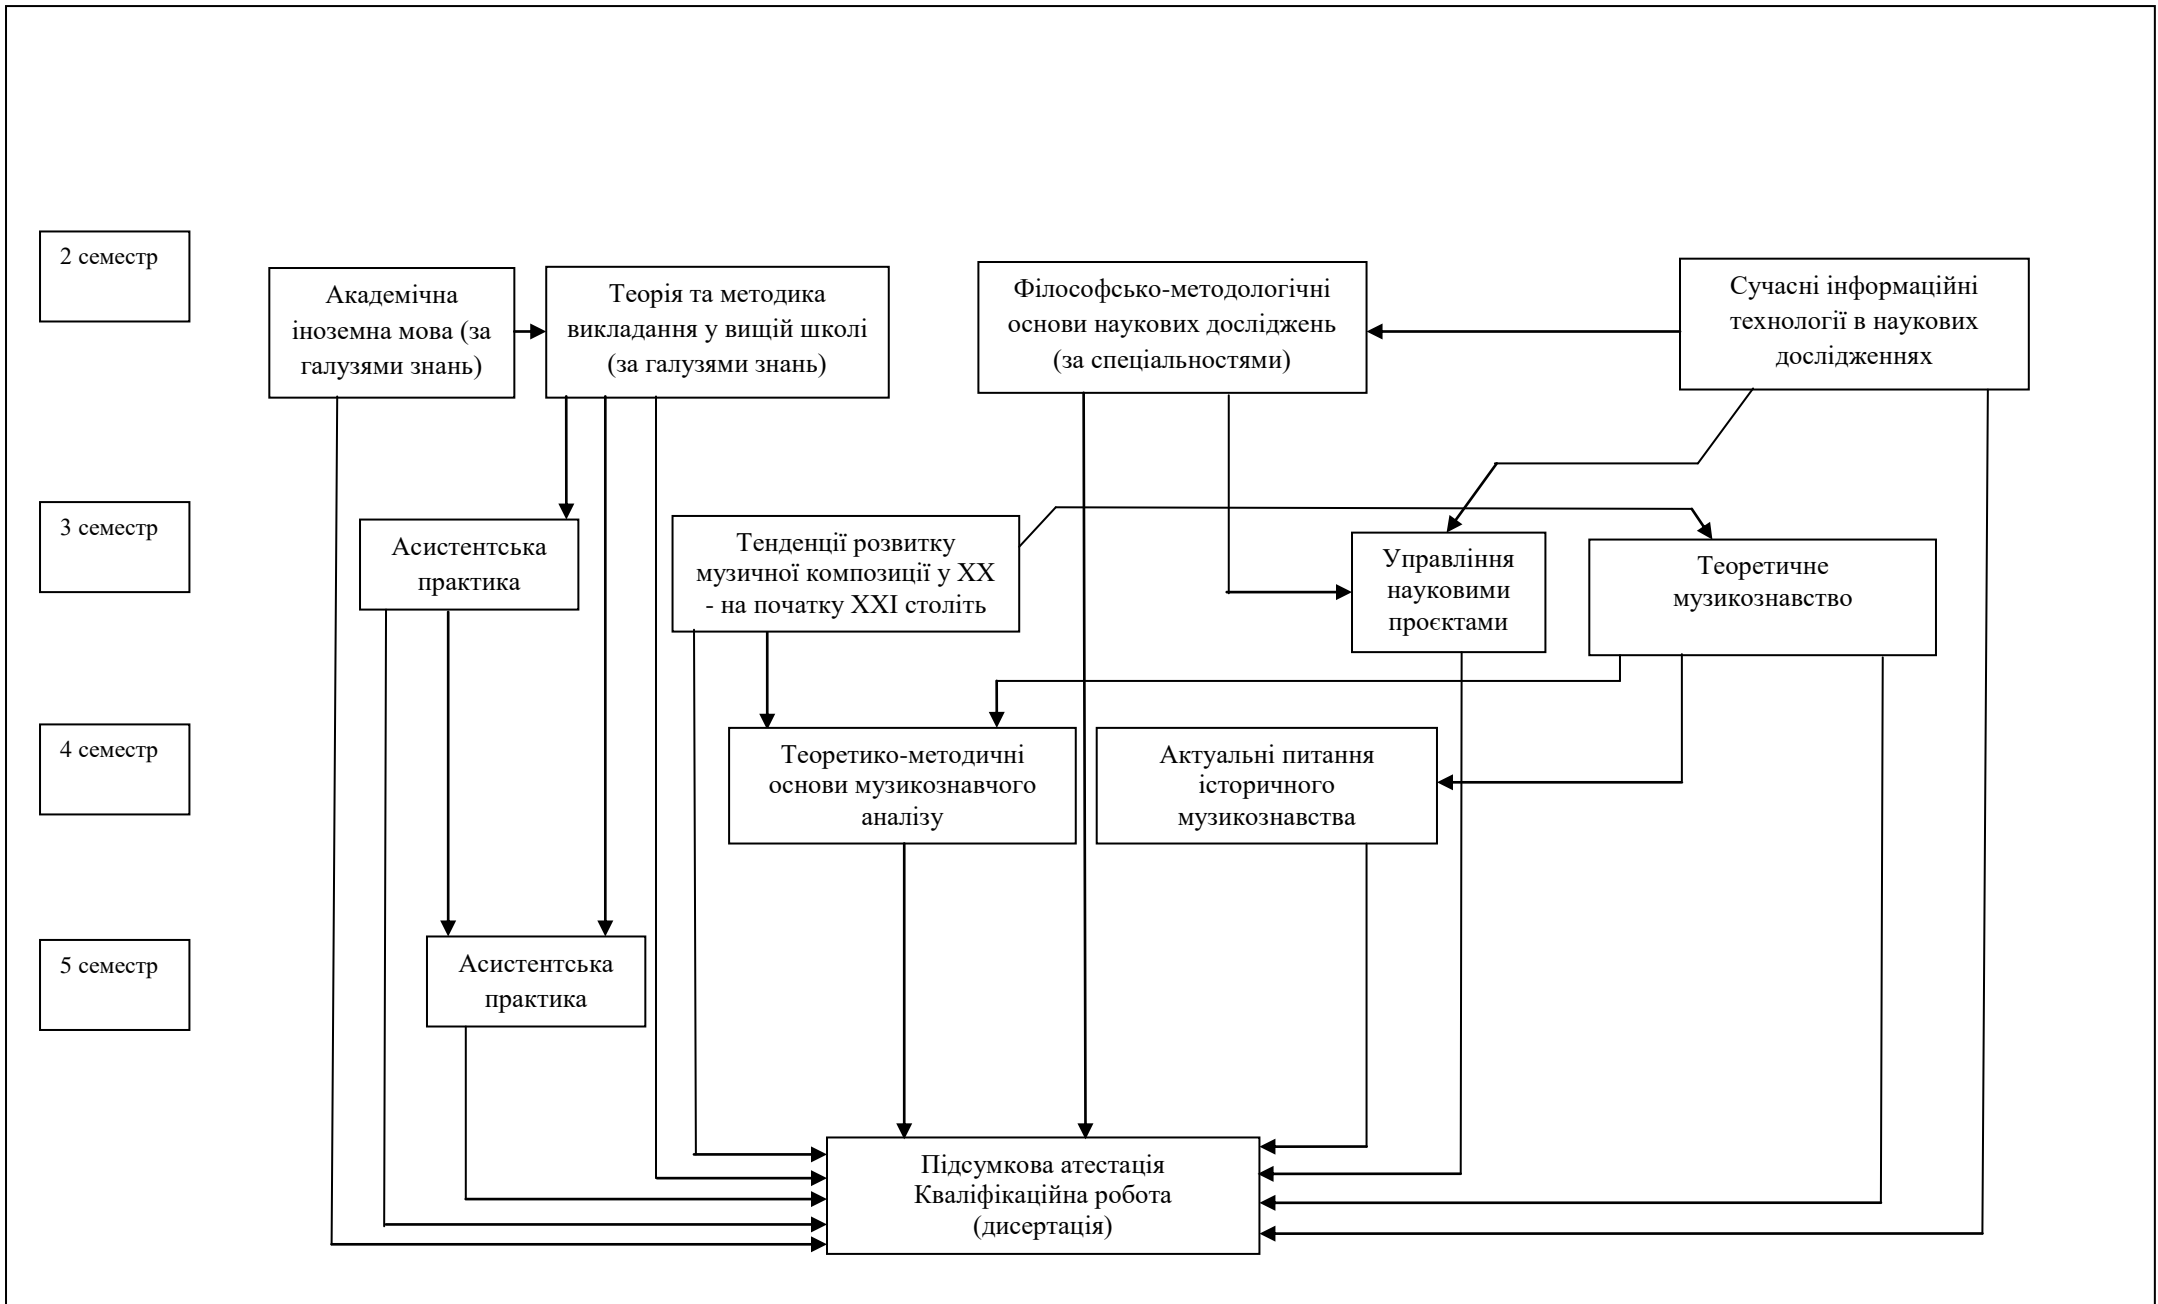 2 семестр
Академічна
іноземна мова (за
галузями знань)
Теорія та методика
викладання у вищій школі
(за галузями знань)
Філософсько-методологічні
основи наукових досліджень
(за спеціальностями)
Сучасні інформаційні
технології в наукових
дослідженнях
3 семестр
Асистентська
практика
Тенденції розвитку
музичної композиції у ХХ
- на початку ХХІ століть
Управління
науковими
проєктами
Теоретичне
музикознавство
4 семестр
Теоретико-методичні
основи музикознавчого
аналізу
Актуальні питання
історичного
музикознавства
5 семестр
Асистентська
практика
Підсумкова атестація
Кваліфікаційна робота
(дисертація)